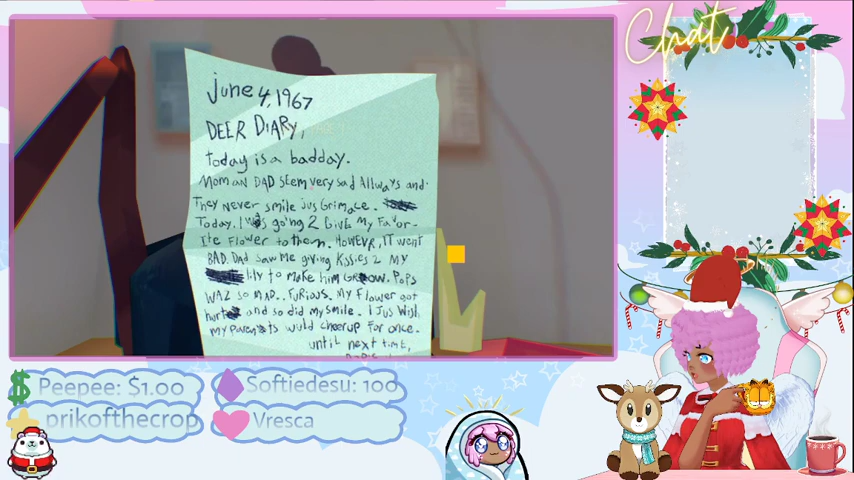 Chat
June 4, 1967
DEER DIARY,
today is a badday.
Mom an DAD seem very sad Allways and
They Never smile jus Grimace.
Today. I was going 2 Give My Favor-
Ite Flower to them. HOWEVR, IT went
BAD. Dad saw me giving Kssies 2 MY
lily to make him Grow. POPS
WAZ so MAD.. FURIOUS. My Flower got
hurt and so did my smile. I Jus Wish
my parents wuld cheerup for once.
until next time,
Peepee: $1.00
Softiedesu: 100
prikofthecrop
Vresca